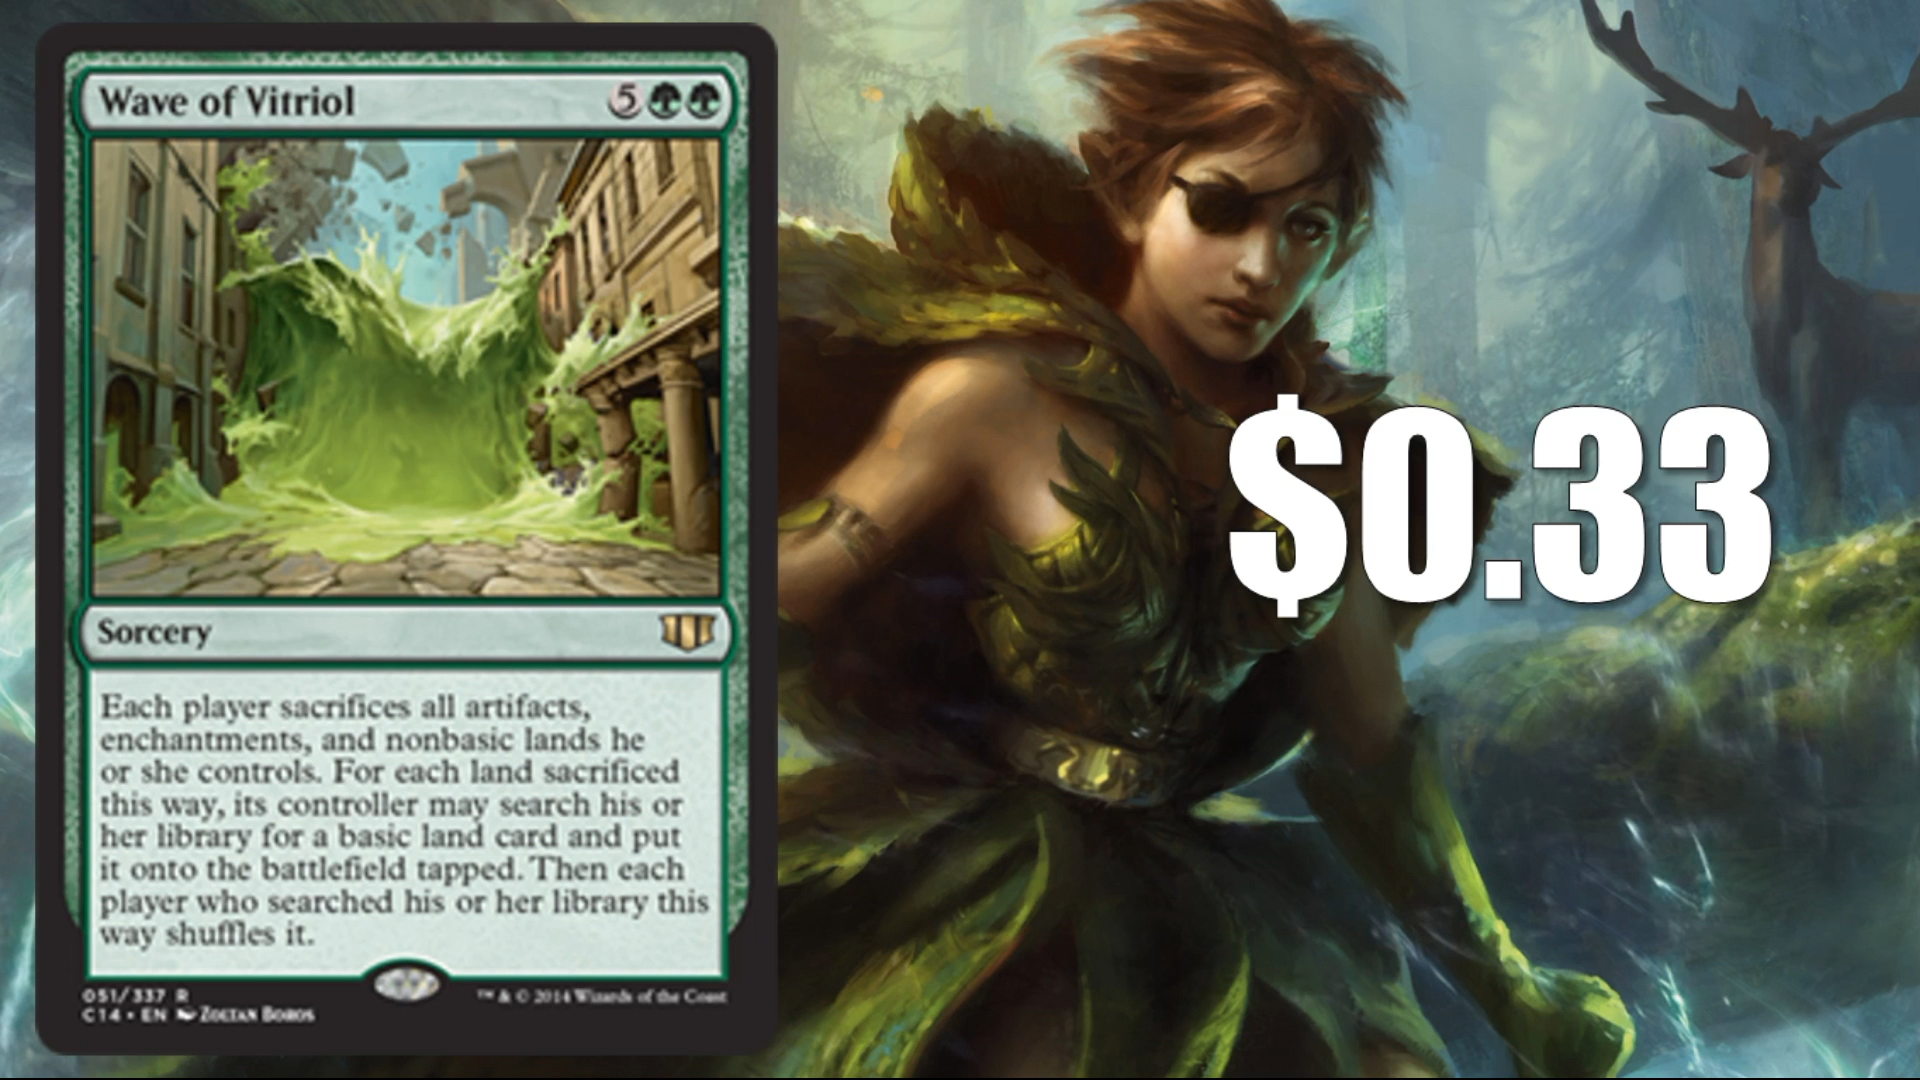 Wave of Vitriol 5
Sorcery
Each player sacrifices all artifacts,
enchantments, and nonbasic lands he
or she controls. For each land sacrificed
this way, its controller may search his or
her library for a basic land card and put
it onto the battlefield tapped. Then each
player who searched his or her library this
way shuffles it.
051/337 R
C14 • EN Zoltan Boros
™ & © 2014 Wizards of the Coast
$0.33